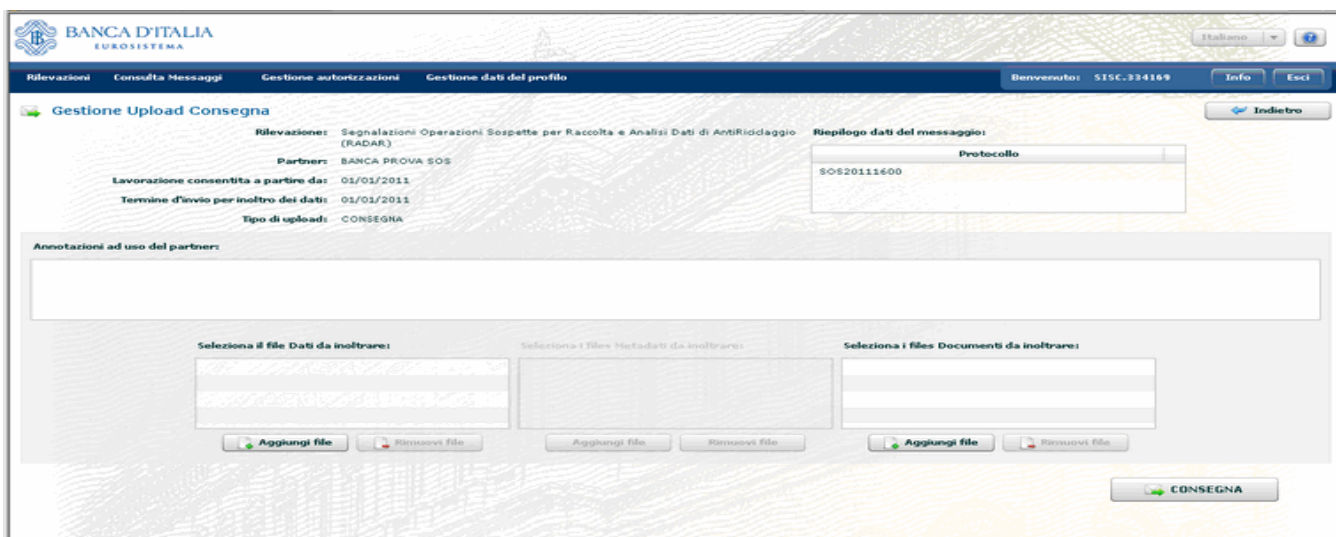 BANCA D'ITALIA
EUROSISTEMA
Italiano
Rilevazioni Consulta Messaggi Gestione autorizzazioni Gestione dati del profilo Benvenuto: SISC.334169 Info Esci
Gestione Upload Consegna Indietro
Rilevazione: Segnalazioni Operazioni Sospette per Raccolta e Analisi Dati di AntiRiciclaggio (RADAR)
Riepilogo dati del messaggio:
Protocollo
Partner: BANCA PROVA SOS
SOS20111600
Lavorazione consentita a partire da: 01/01/2011
Termine d'invio per inoltro dei dati: 01/01/2011
Tipo di upload: CONSEGNA
Annotazioni ad uso del partner:
Seleziona il file Dati da inoltrare: Seleziona i files Metadati da inoltrare: Seleziona i files Documenti da inoltrare:
Aggiungi file Rimuovi file Aggiungi file Rimuovi file Aggiungi file Rimuovi file
CONSEGNA